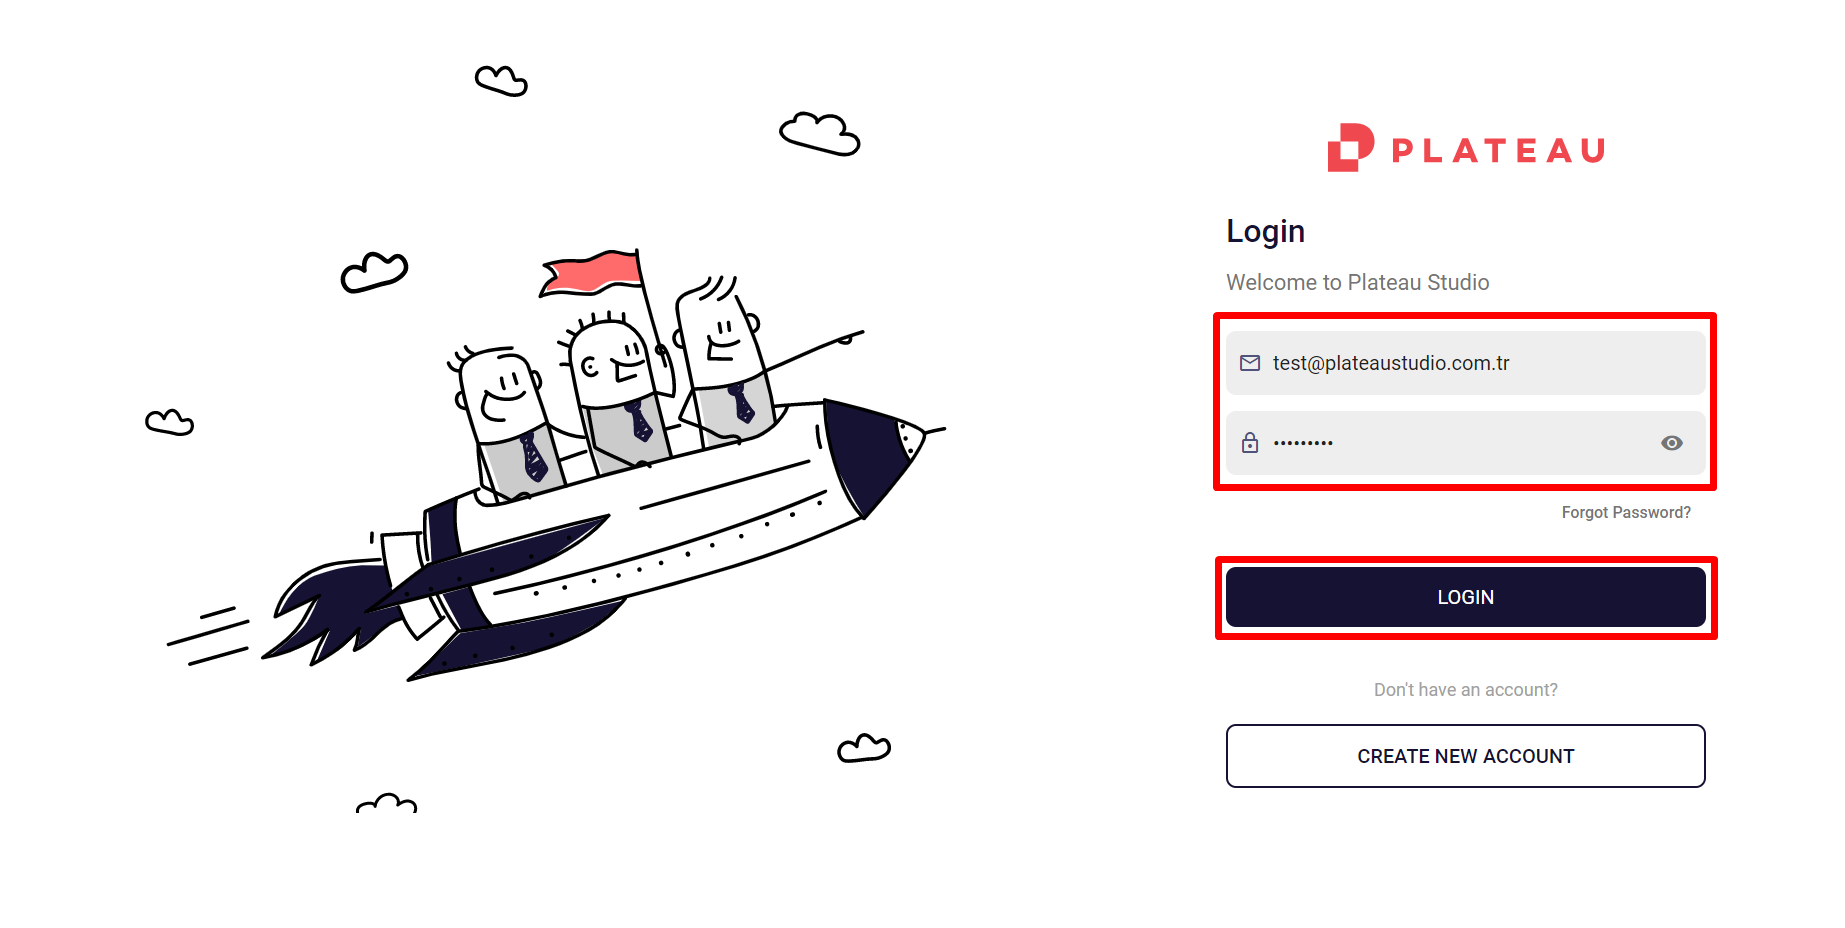 PLATEAU
Login
Welcome to Plateau Studio
test@plateaustudio.com.tr
•••••••••
Forgot Password?
LOGIN
Don't have an account?
CREATE NEW ACCOUNT